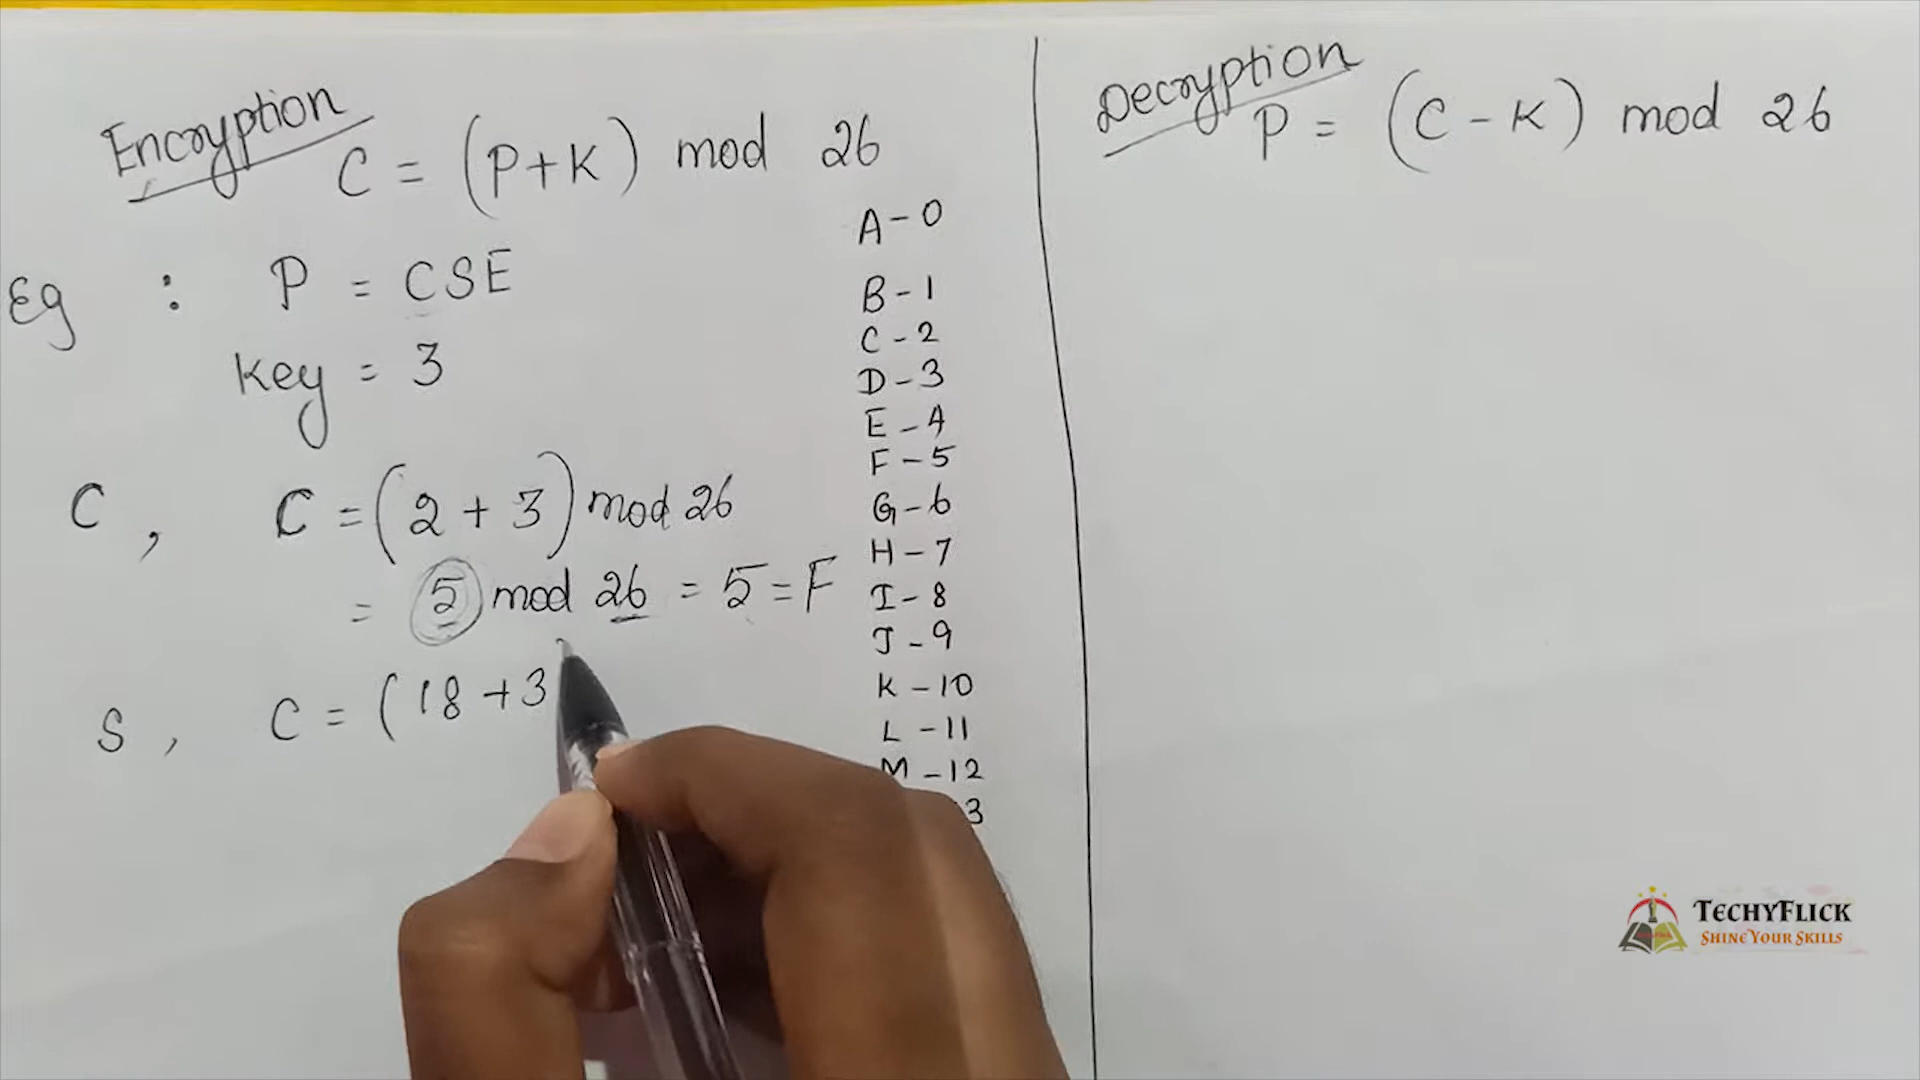 Encryption
C = (P+K) mod 26
Eg : P = CSE
Key = 3
C, C = (2 + 3) mod 26
= 5 mod 26 = 5 = F
S, C = (18 + 3
A - 0
B - 1
C - 2
D - 3
E - 4
F - 5
G - 6
H - 7
I - 8
J - 9
K - 10
L - 11
M - 12
3
Decryption
P = (C - K) mod 26
TECHYFLICK
SHINE YOUR SKILLS